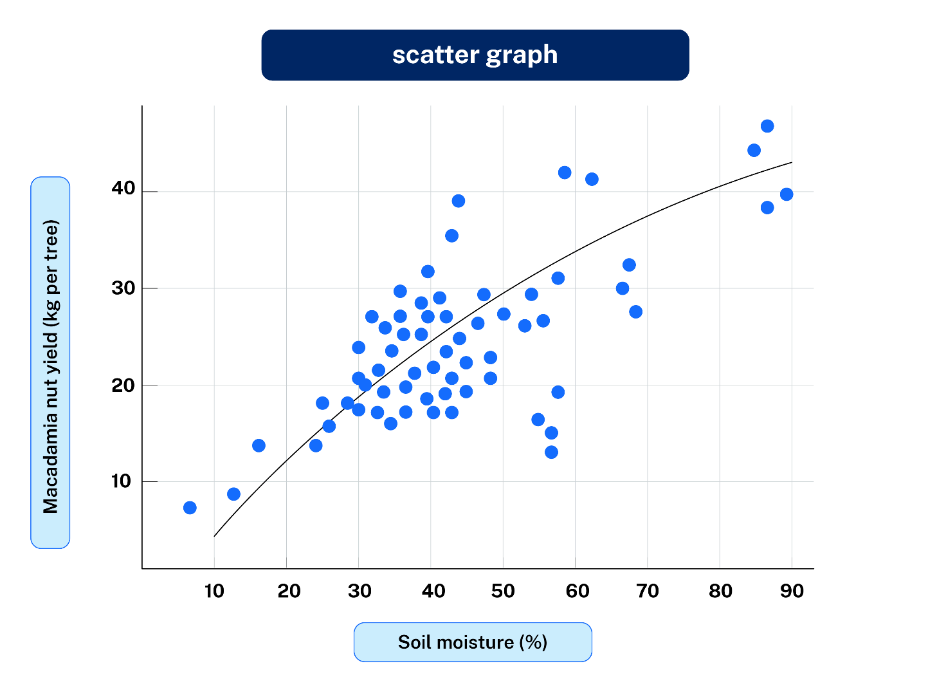 scatter graph
Macadamia nut yield (kg per tree)
40
30
20
10
10 20 30 40 50 60 70 80 90
Soil moisture (%)